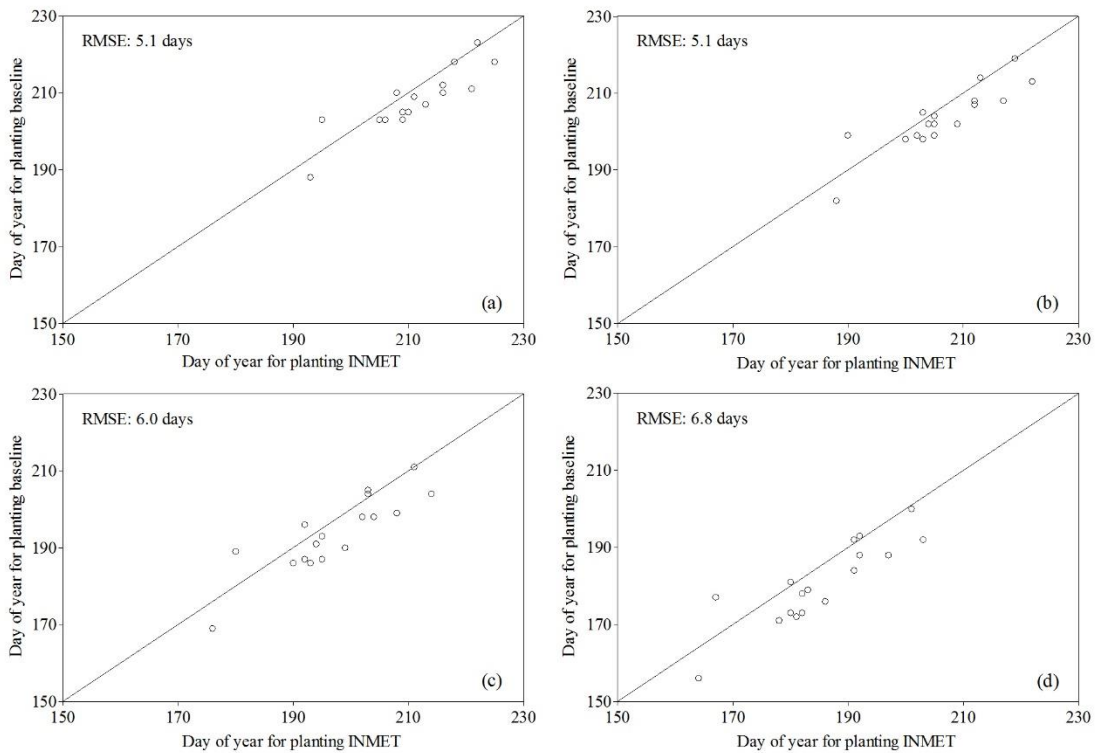 230
RMSE: 5.1 days
210
190
170
150
150 170 190 210 230
Day of year for planting baseline
Day of year for planting INMET
(a)
230
RMSE: 5.1 days
210
190
170
150
150 170 190 210 230
Day of year for planting baseline
Day of year for planting INMET
(b)
230
RMSE: 6.0 days
210
190
170
150
150 170 190 210 230
Day of year for planting baseline
Day of year for planting INMET
(c)
230
RMSE: 6.8 days
210
190
170
150
150 170 190 210 230
Day of year for planting baseline
Day of year for planting INMET
(d)